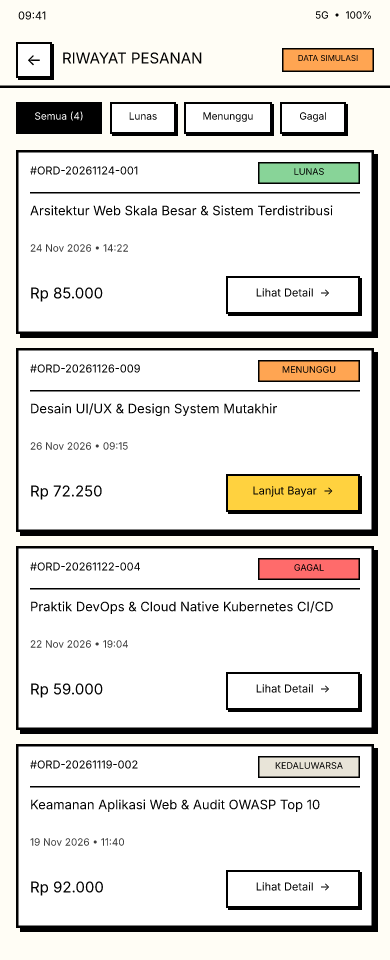 09:41
5G • 100%
← RIWAYAT PESANAN
DATA SIMULASI
Semua (4)
Lunas
Menunggu
Gagal
#ORD-20261124-001
LUNAS
Arsitektur Web Skala Besar & Sistem Terdistribusi
24 Nov 2026 • 14:22
Rp 85.000
Lihat Detail →
#ORD-20261126-009
MENUNGGU
Desain UI/UX & Design System Mutakhir
26 Nov 2026 • 09:15
Rp 72.250
Lanjut Bayar →
#ORD-20261122-004
GAGAL
Praktik DevOps & Cloud Native Kubernetes CI/CD
22 Nov 2026 • 19:04
Rp 59.000
Lihat Detail →
#ORD-20261119-002
KEDALUWARSA
Keamanan Aplikasi Web & Audit OWASP Top 10
19 Nov 2026 • 11:40
Rp 92.000
Lihat Detail →